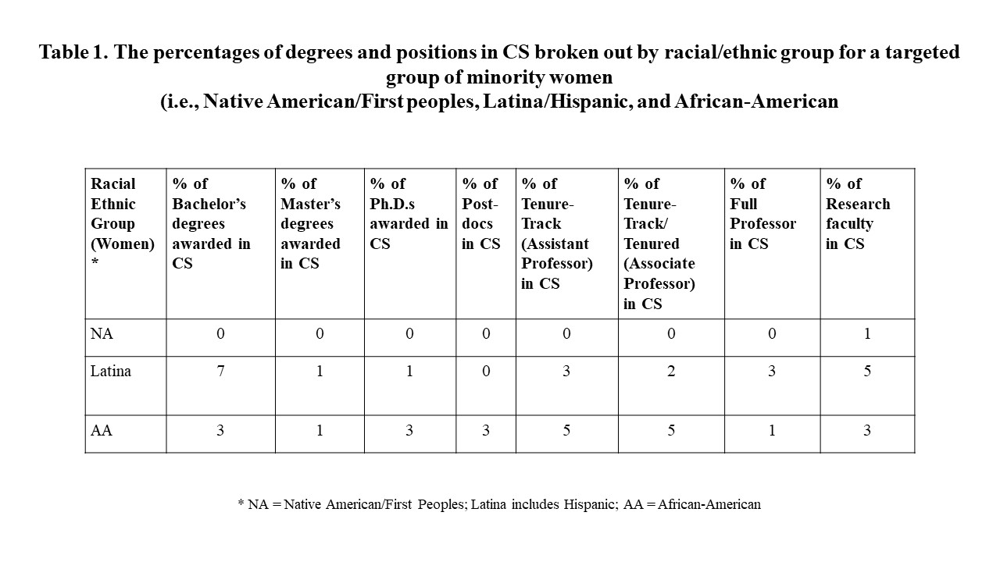 Table 1. The percentages of degrees and positions in CS broken out by racial/ethnic group for a targeted
group of minority women
(i.e., Native American/First peoples, Latina/Hispanic, and African-American
Racial Ethnic Group (Women) * % of Bachelor's degrees awarded in CS % of Master's degrees awarded in CS % of Ph.D.s awarded in CS % of Post-docs in CS % of Tenure-Track (Assistant Professor) in CS % of Tenure-Track/ Tenured (Associate Professor) in CS % of Full Professor in CS % of Research faculty in CS
NA 0 0 0 0 0 0 0 1
Latina 7 1 1 0 3 2 3 5
AA 3 1 3 3 5 5 1 3
* NA = Native American/First Peoples; Latina includes Hispanic; AA = African-American